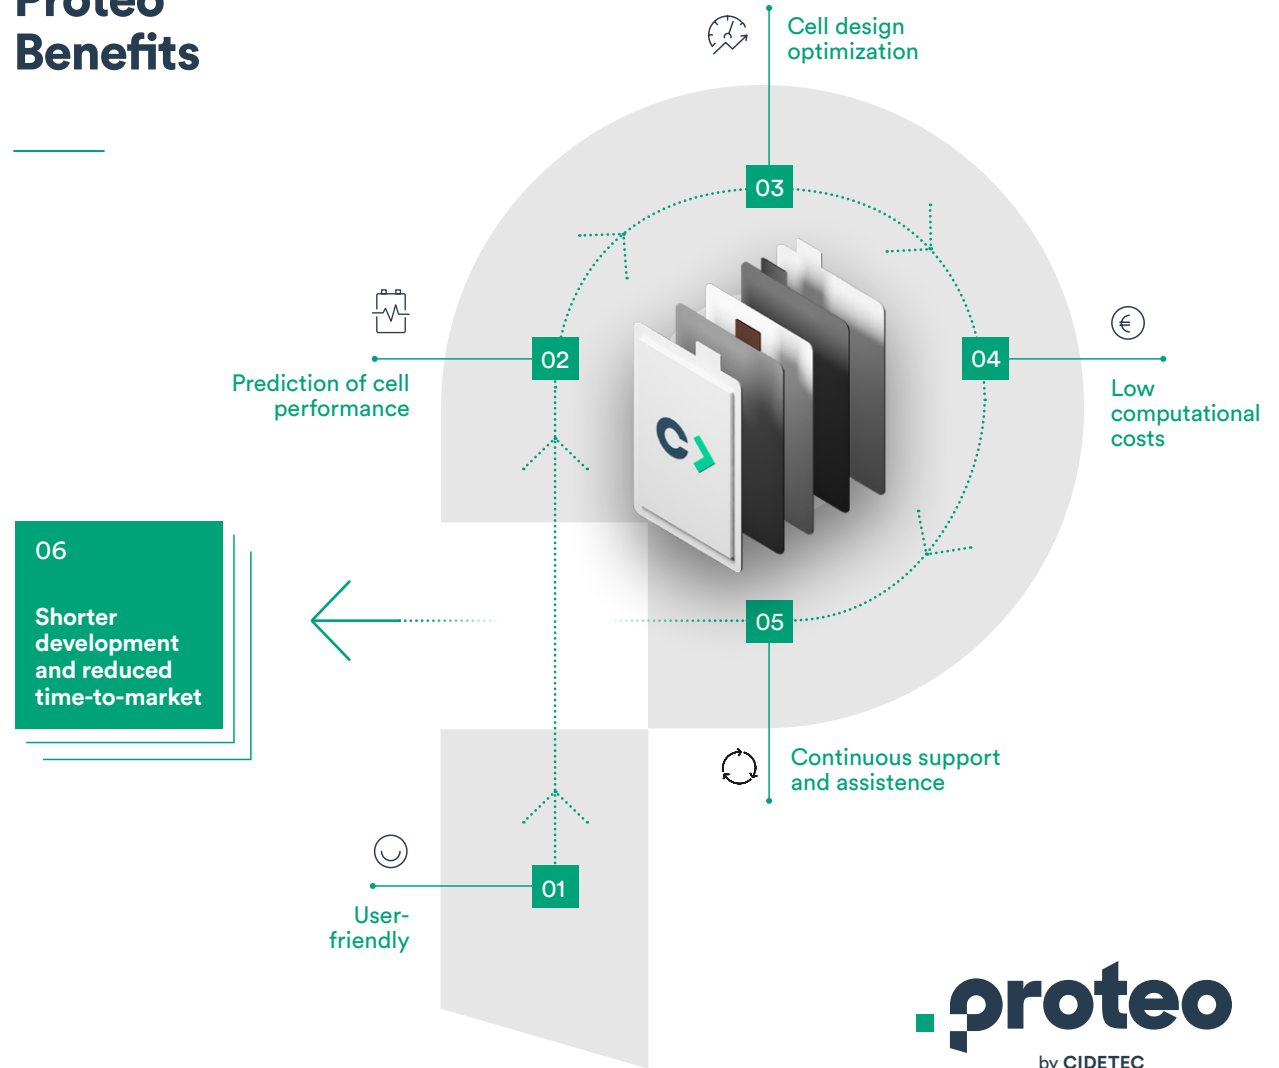 Proteo
Benefits
03
Cell design
optimization
02
Prediction of cell
performance
04
€
Low
computational
costs
06
Shorter
development
and reduced
time-to-market
05
Continuous support
and assistence
01
User-
friendly
proteo
by CIDETEC